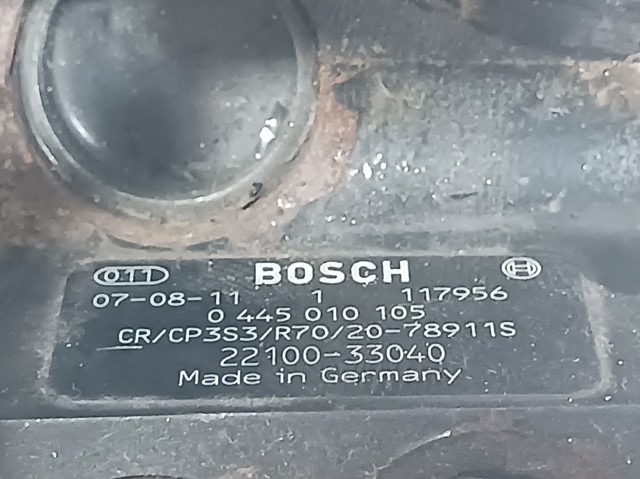 011 BOSCH
07-08-11 1 117956
0 445 010 105
CR/CP3S3/R70/20-78911S
22100-33040
Made in Germany